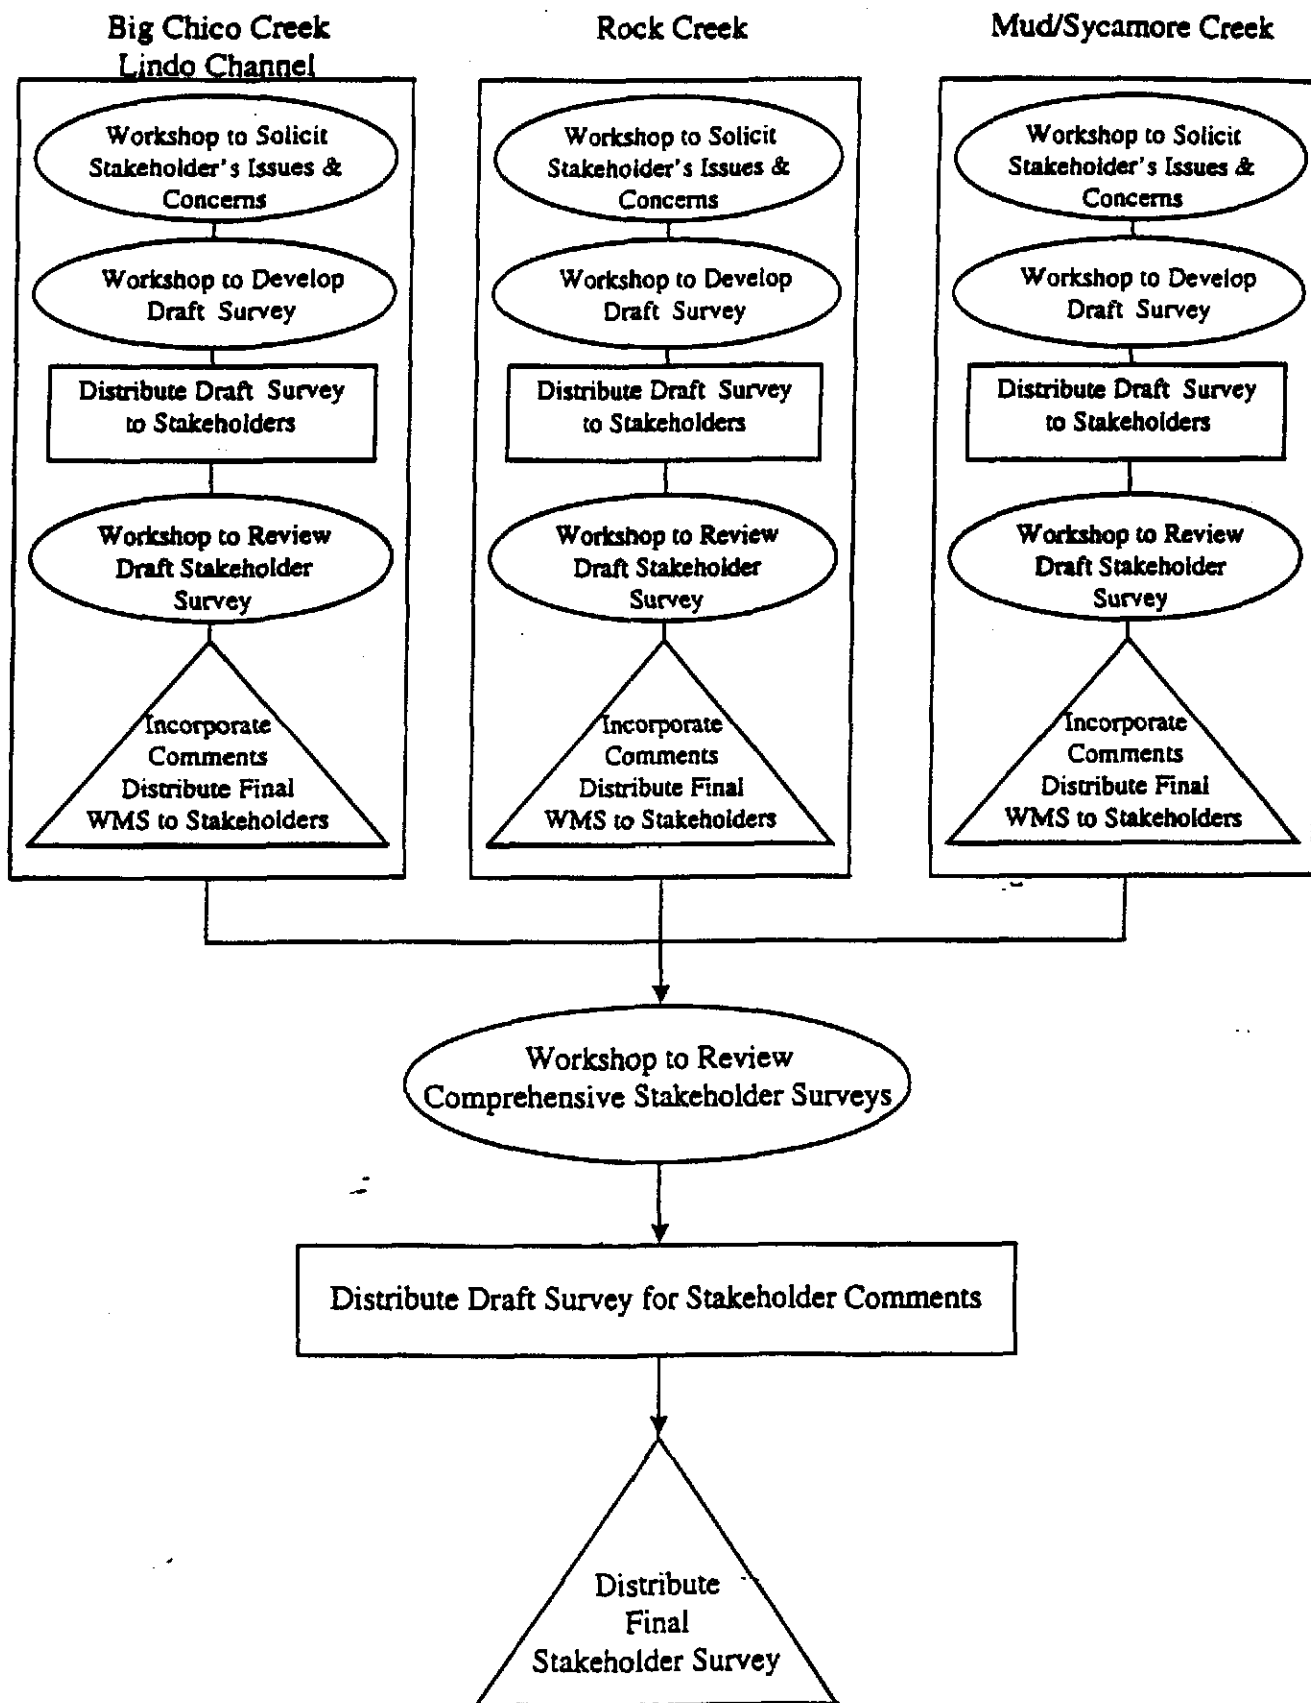 Big Chico Creek
Lindo Channel
Workshop to Solicit
Stakeholder's Issues &
Concerns
Workshop to Develop
Draft Survey
Distribute Draft Survey
to Stakeholders
Workshop to Review
Draft Stakeholder
Survey
Incorporate
Comments
Distribute Final
WMS to Stakeholders
Rock Creek
Workshop to Solicit
Stakeholder's Issues &
Concerns
Workshop to Develop
Draft Survey
Distribute Draft Survey
to Stakeholders
Workshop to Review
Draft Stakeholder
Survey
Incorporate
Comments
Distribute Final
WMS to Stakeholders
Mud/Sycamore Creek
Workshop to Solicit
Stakeholder's Issues &
Concerns
Workshop to Develop
Draft Survey
Distribute Draft Survey
to Stakeholders
Workshop to Review
Draft Stakeholder
Survey
Incorporate
Comments
Distribute Final
WMS to Stakeholders
Workshop to Review
Comprehensive Stakeholder Surveys
Distribute Draft Survey for Stakeholder Comments
Distribute
Final
Stakeholder Survey